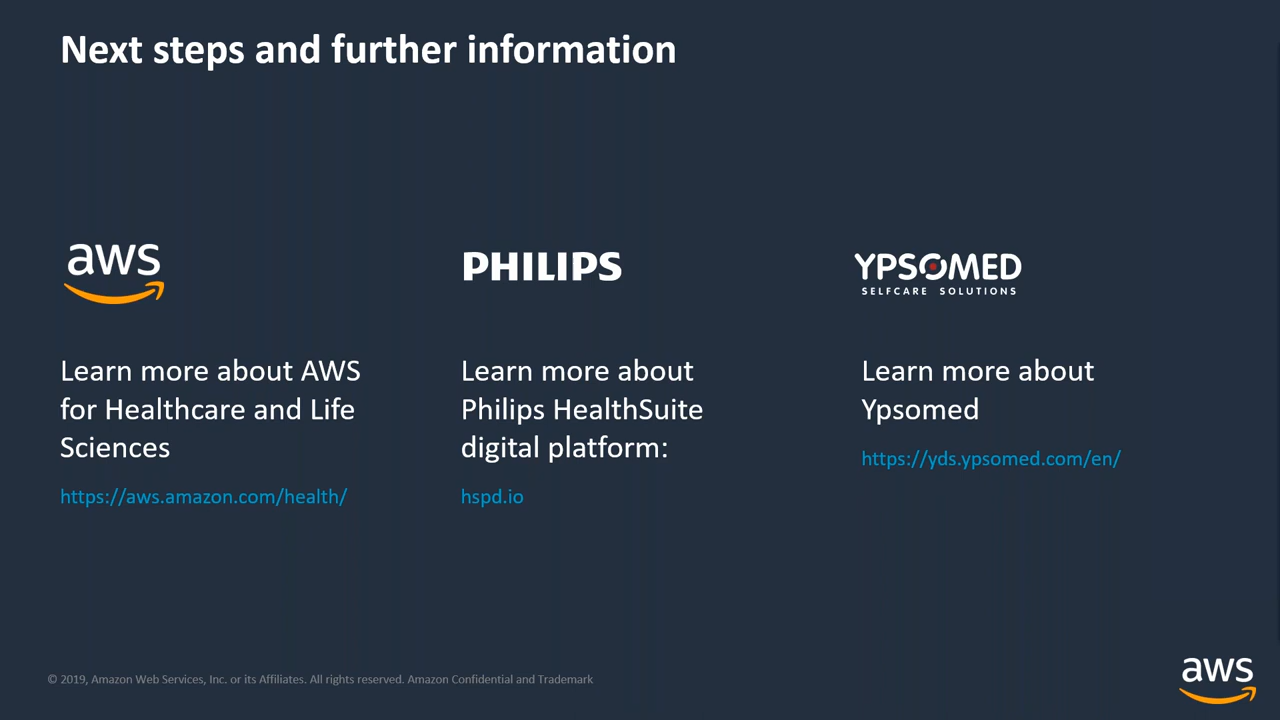 Next steps and further information
aws
PHILIPS
YPSOMED
SELFCARE SOLUTIONS
Learn more about AWS
for Healthcare and Life
Sciences
https://aws.amazon.com/health/
Learn more about
Philips HealthSuite
digital platform:
hspd.io
Learn more about
Ypsomed
https://yds.ypsomed.com/en/
© 2019, Amazon Web Services, Inc. or its Affiliates. All rights reserved. Amazon Confidential and Trademark
aws